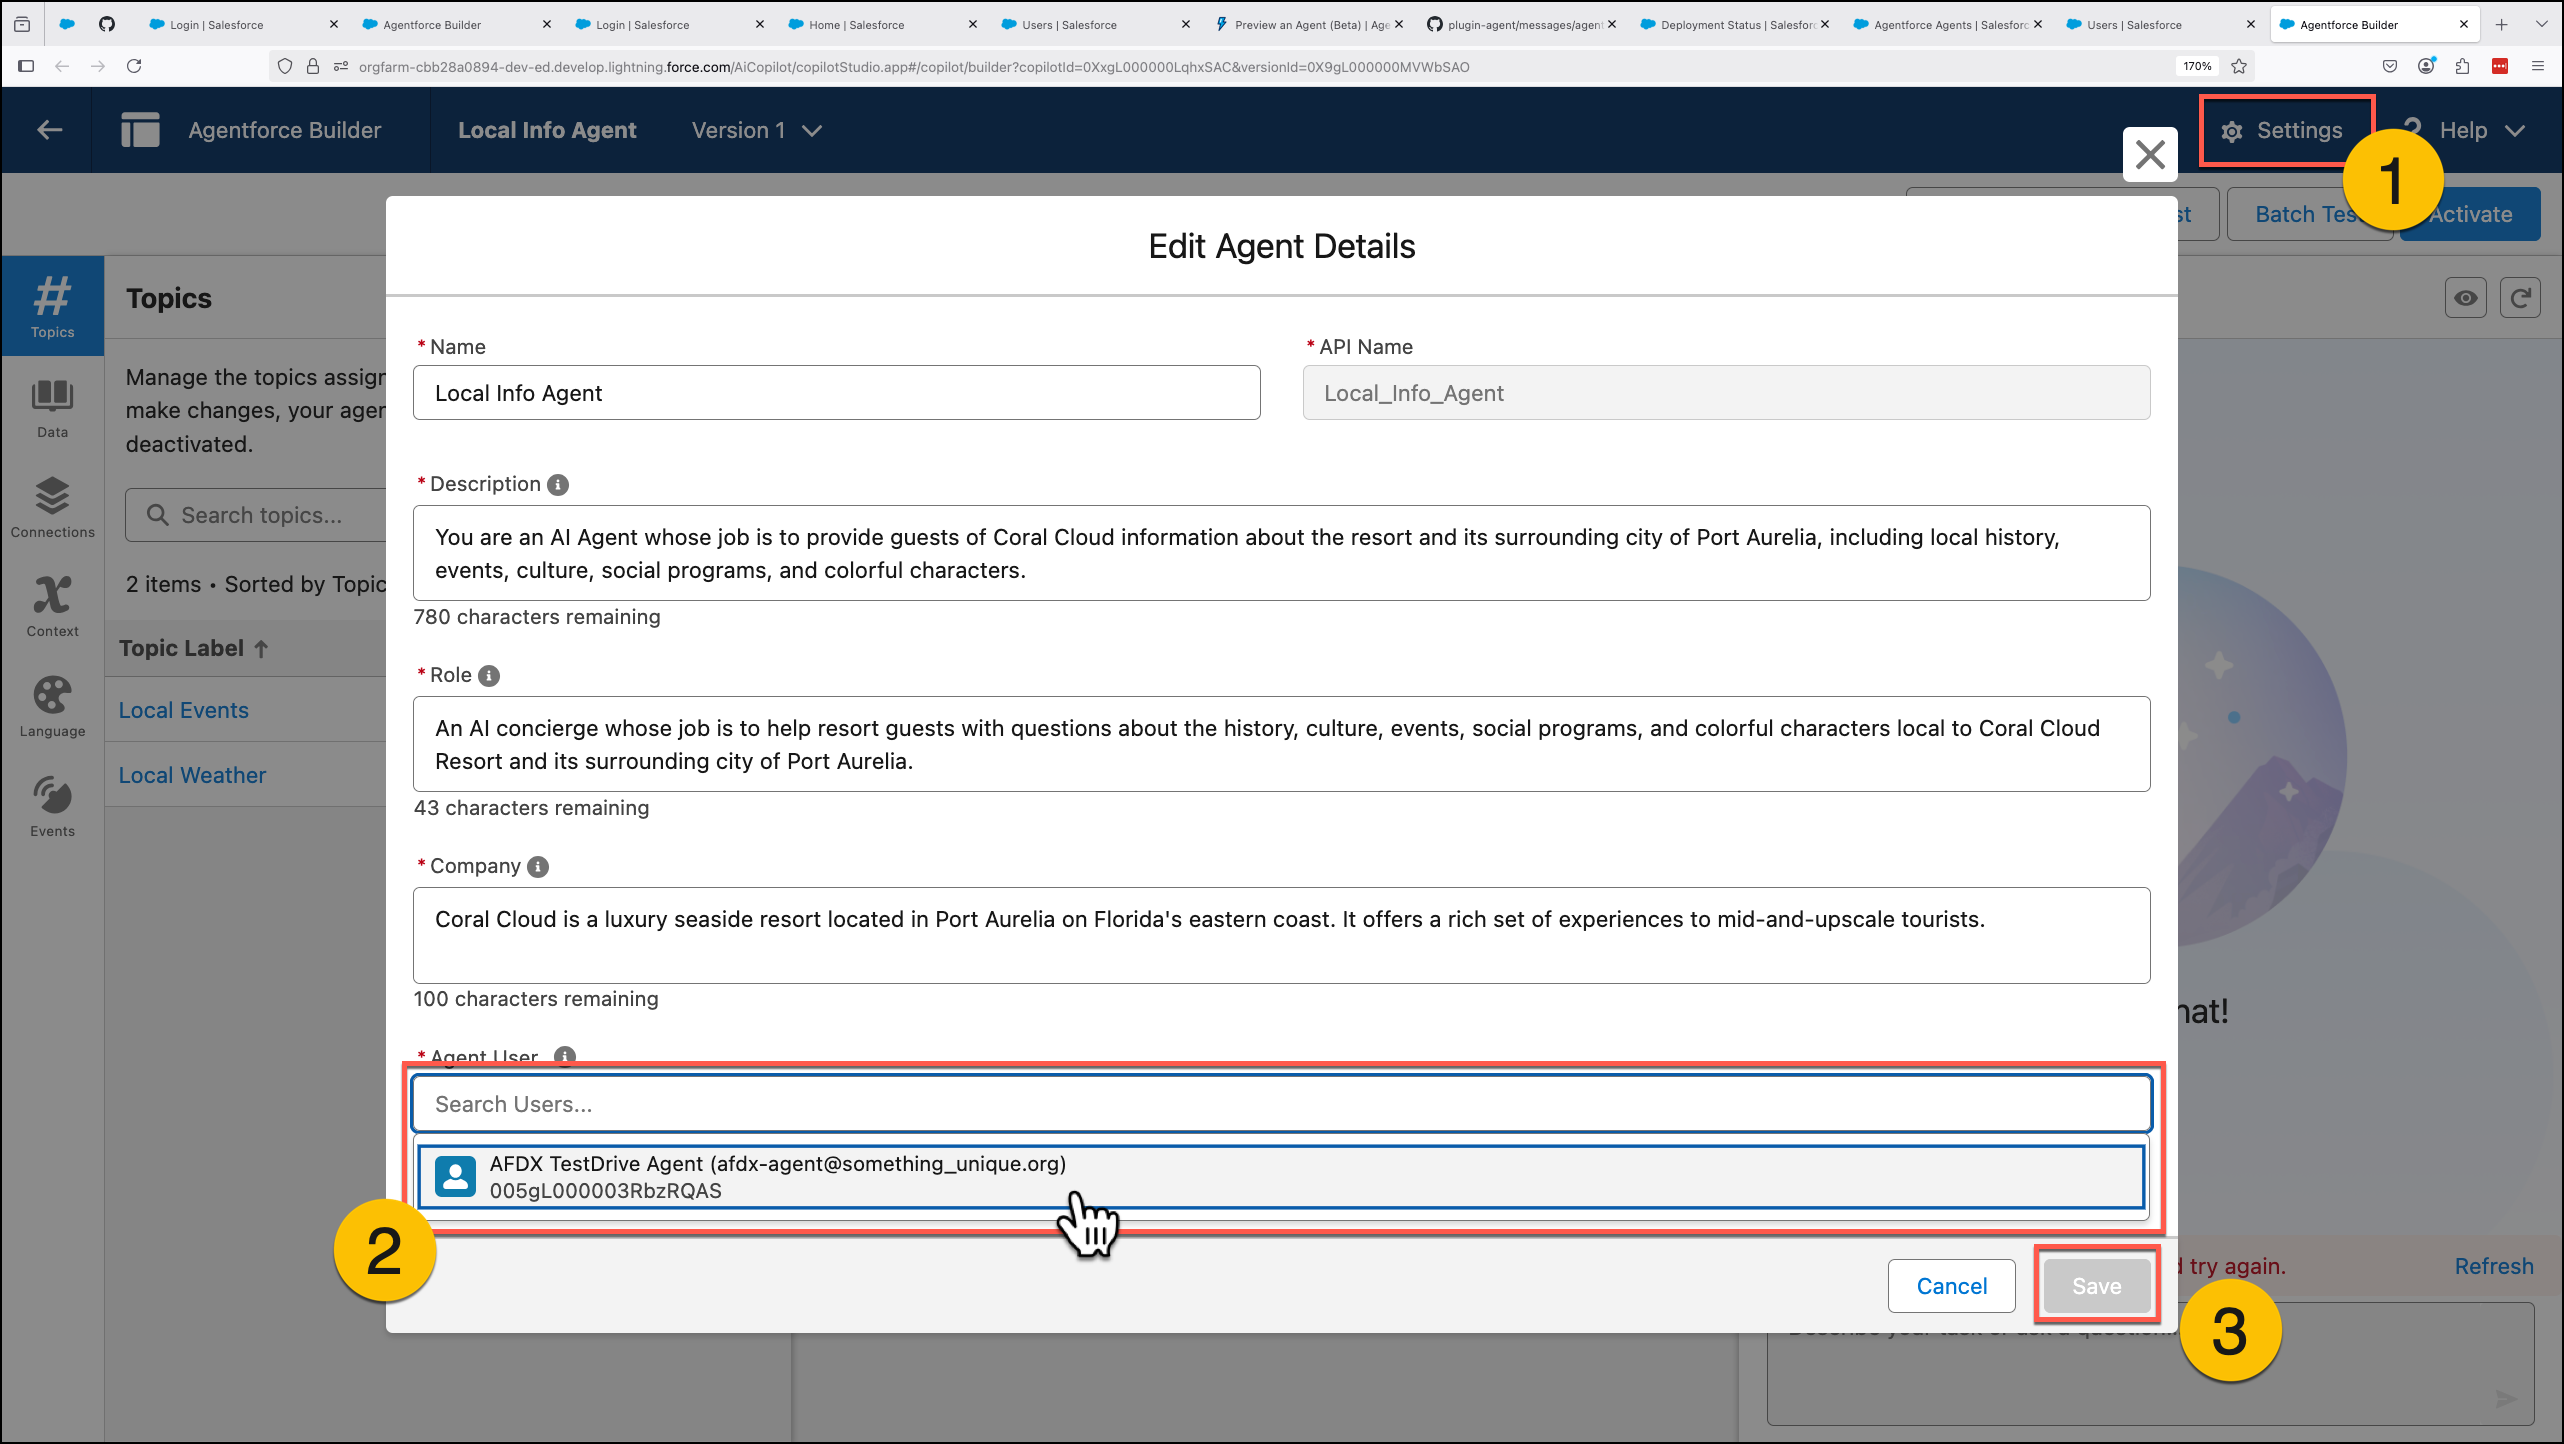 Login | Salesforce
Agentforce Builder
Login | Salesforce
Home | Salesforce
Users | Salesforce
Preview an Agent (Beta) | Age
plugin-agent/messages/agent
Deployment Status | Salesforc
Agentforce Agents | Salesforc
Users | Salesforce
Agentforce Builder
orgfarm-cbb28a0894-dev-ed.develop.lightning.force.com/AiCopilot/copilotStudio.app#/copilot/builder?copilotId=0XxgL000000LqhxSAC&versionId=0X9gL000000MVWbSAO
170%
Agentforce Builder
Local Info Agent
Version 1
Settings
Help
1
st
Batch Tes
Activate
Edit Agent Details
Topics
Topics
Manage the topics assign
make changes, your agen
deactivated.
Data
Connections
Context
Language
Events
Search topics...
2 items • Sorted by Topic
Topic Label
Local Events
Local Weather
* Name
Local Info Agent
* API Name
Local_Info_Agent
* Description
You are an AI Agent whose job is to provide guests of Coral Cloud information about the resort and its surrounding city of Port Aurelia, including local history,
events, culture, social programs, and colorful characters.
780 characters remaining
* Role
An AI concierge whose job is to help resort guests with questions about the history, culture, events, social programs, and colorful characters local to Coral Cloud
Resort and its surrounding city of Port Aurelia.
43 characters remaining
* Company
Coral Cloud is a luxury seaside resort located in Port Aurelia on Florida's eastern coast. It offers a rich set of experiences to mid-and-upscale tourists.
100 characters remaining
* Agent User
Search Users...
AFDX TestDrive Agent (afdx-agent@something_unique.org)
005gL000003RbzRQAS
2
Cancel
Save
3
hat!
try again.
Refresh
Describe your task or ask a question...